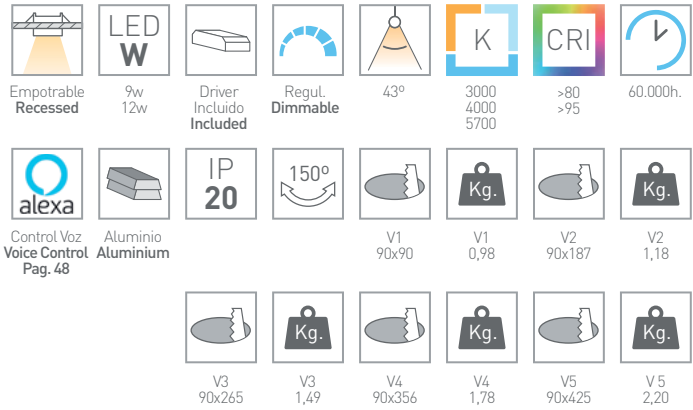 LED
W
K
CRI
Empotrable
Recessed
9w
12w
Driver
Incluido
Included
Regul.
Dimmable
43º
3000
4000
5700
>80
>95
60.000h.
alexa
IP
20
150º
Kg.
Kg.
Control Voz
Voice Control
Pag. 48
Aluminio
Aluminium
V1
90x90
V1
0,98
V2
90x187
V2
1,18
Kg.
Kg.
Kg.
V3
90x265
V3
1,49
V4
90x356
V4
1,78
V5
90x425
V 5
2,20